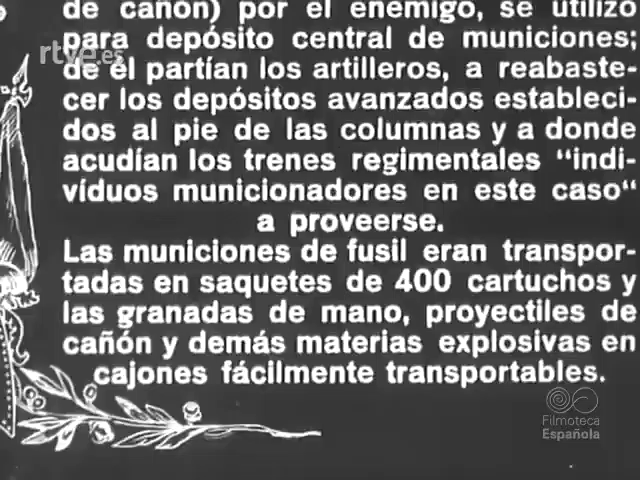 de cañón) por el enemigo, se utilizó
para depósito central de municiones;
de él partían los artilleros, a reabaste-
cer los depósitos avanzados estableci-
dos al pie de las columnas y a donde
acudían los trenes regimentales "indi-
víduos municionadores en este caso"
a proveerse.
Las municiones de fusil eran transpor-
tadas en saquetes de 400 cartuchos y
las granadas de mano, proyectiles de
cañón y demás materias explosivas en
cajones fácilmente transportables.
rtve.es
Filmoteca
Española